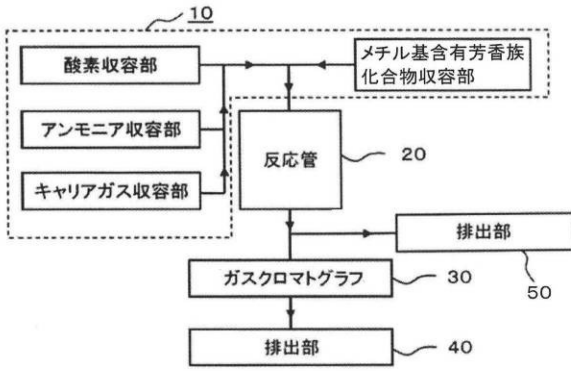 10
酸素収容部
メチル基含有芳香族
化合物収容部
アンモニア収容部
反応管
20
キャリアガス収容部
排出部
50
ガスクロマトグラフ
30
排出部
40